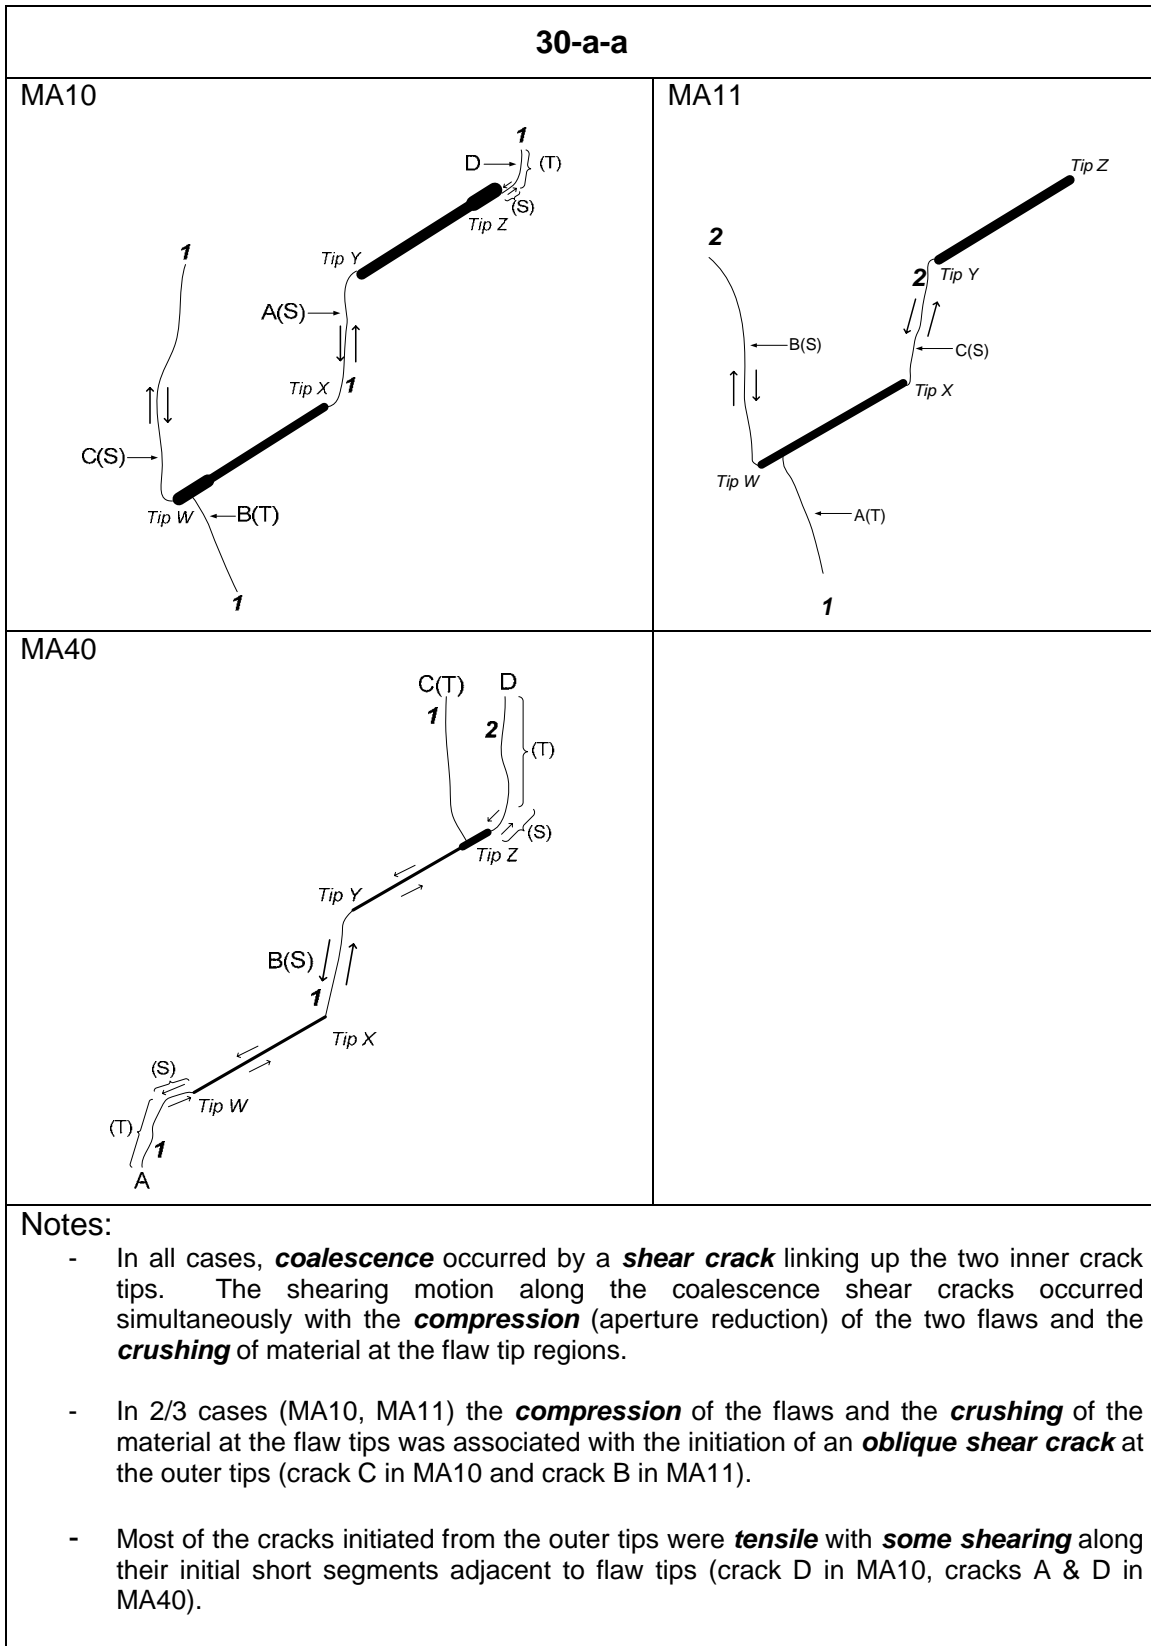 30-a-a
MA10
1
D
(T)
(S)
Tip Z
Tip Y
1
A(S)
Tip X
1
C(S)
Tip W
B(T)
1
MA11
Tip Z
2
2
Tip Y
B(S)
C(S)
Tip X
Tip W
A(T)
1
MA40
C(T)
D
1
2
(T)
(S)
Tip Z
Tip Y
B(S)
1
Tip X
(S)
Tip W
(T)
1
A
Notes:
- In all cases, coalescence occurred by a shear crack linking up the two inner crack
tips. The shearing motion along the coalescence shear cracks occurred
simultaneously with the compression (aperture reduction) of the two flaws and the
crushing of material at the flaw tip regions.
- In 2/3 cases (MA10, MA11) the compression of the flaws and the crushing of the
material at the flaw tips was associated with the initiation of an oblique shear crack at
the outer tips (crack C in MA10 and crack B in MA11).
- Most of the cracks initiated from the outer tips were tensile with some shearing along
their initial short segments adjacent to flaw tips (crack D in MA10, cracks A & D in
MA40).